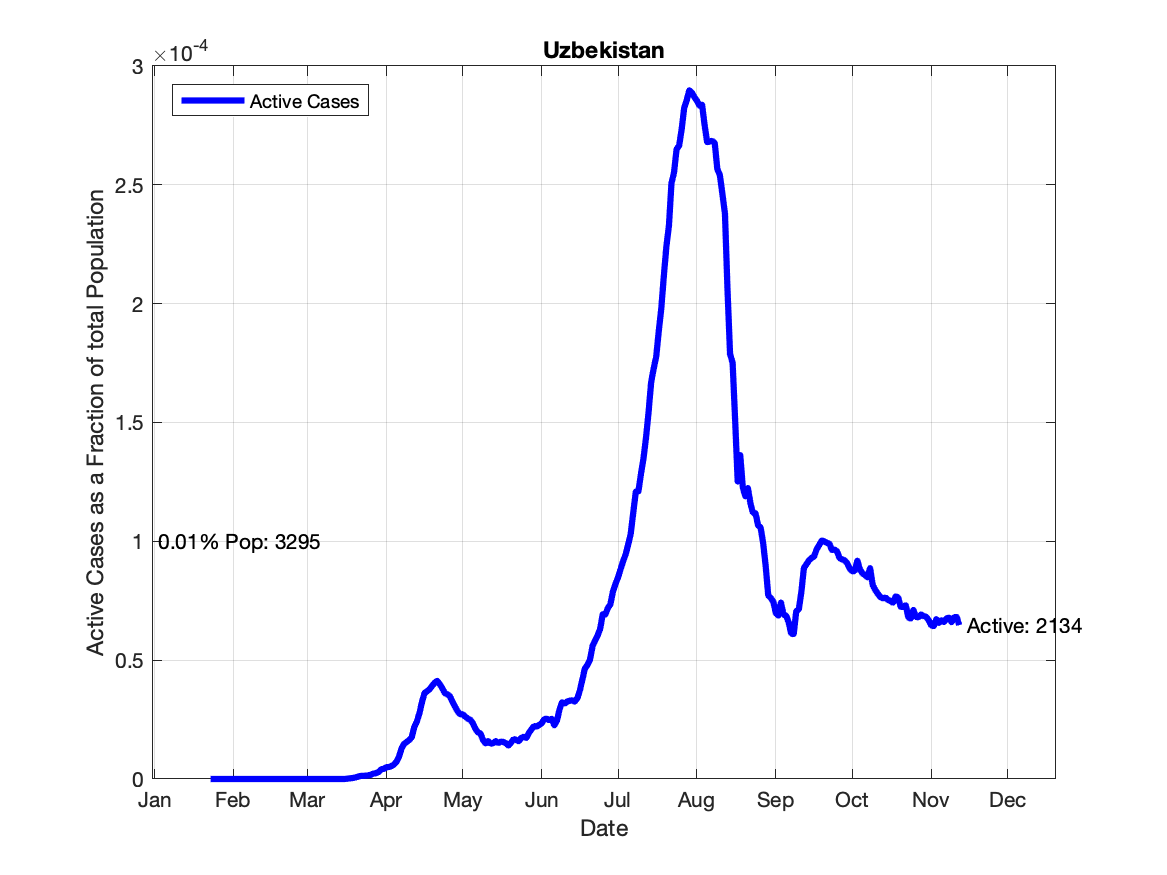 Uzbekistan
×10-4
Active Cases
3
2.5
2
1.5
1
0.5
0
Active Cases as a Fraction of total Population
0.01% Pop: 3295
Active: 2134
Jan Feb Mar Apr May Jun Jul Aug Sep Oct Nov Dec
Date